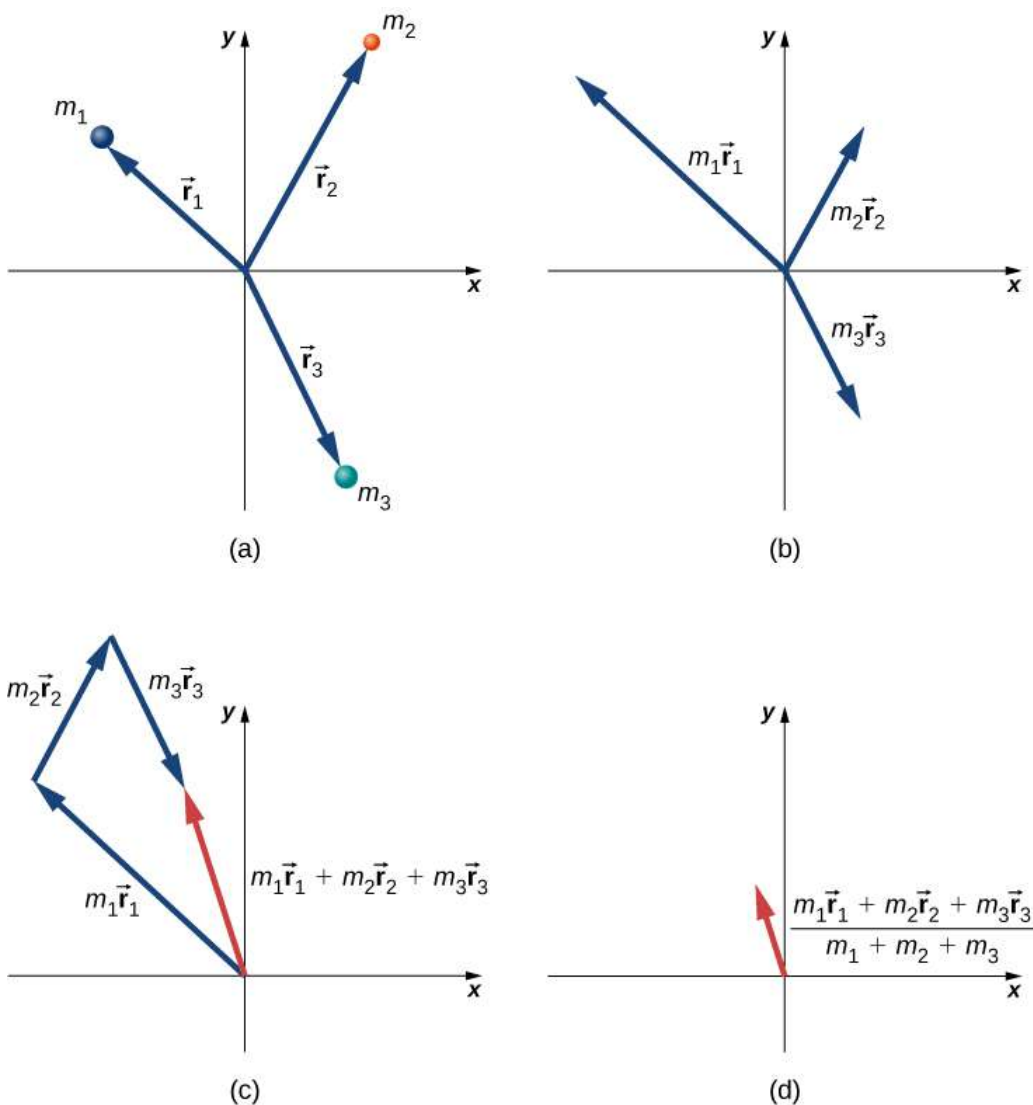 y
m₂
m₁
r⃗₁
r⃗₂
x
r⃗₃
m₃
(a)
y
m₁r⃗₁
m₂r⃗₂
x
m₃r⃗₃
(b)
m₂r⃗₂
m₃r⃗₃
y
m₁r⃗₁ + m₂r⃗₂ + m₃r⃗₃
m₁r⃗₁
x
(c)
y
m₁r⃗₁ + m₂r⃗₂ + m₃r⃗₃
m₁ + m₂ + m₃
x
(d)